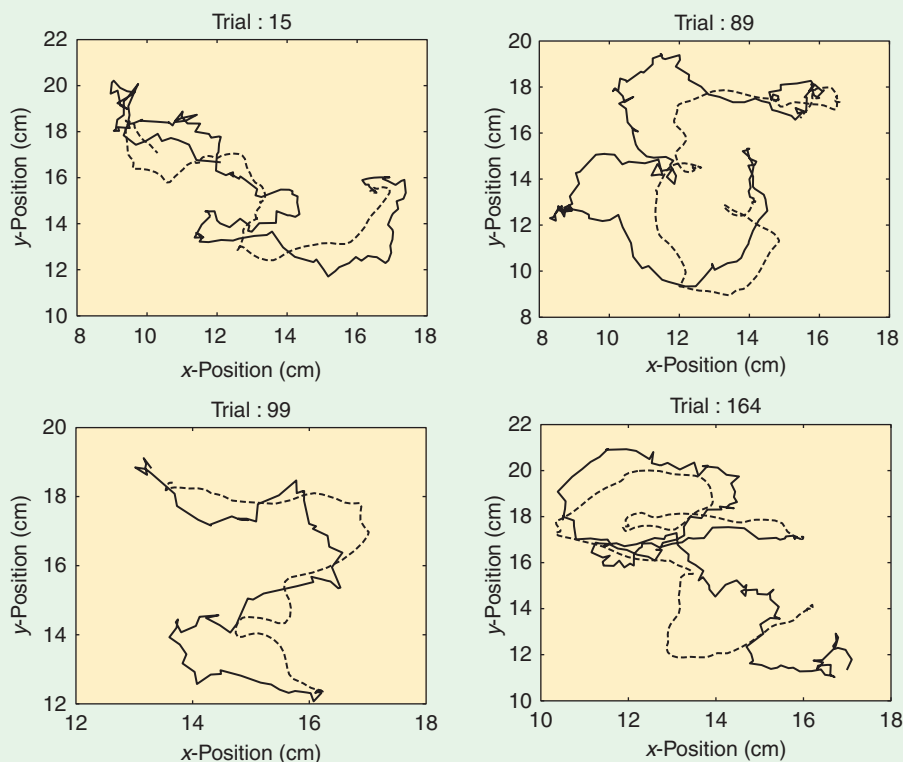 Trial : 15
22
20
18
16
14
12
10
y-Position (cm)
8 10 12 14 16 18
x-Position (cm)
Trial : 89
20
18
16
14
12
10
8
y-Position (cm)
8 10 12 14 16 18
x-Position (cm)
Trial : 99
20
18
16
14
12
y-Position (cm)
12 14 16 18
x-Position (cm)
Trial : 164
22
20
18
16
14
12
10
y-Position (cm)
10 12 14 16 18
x-Position (cm)